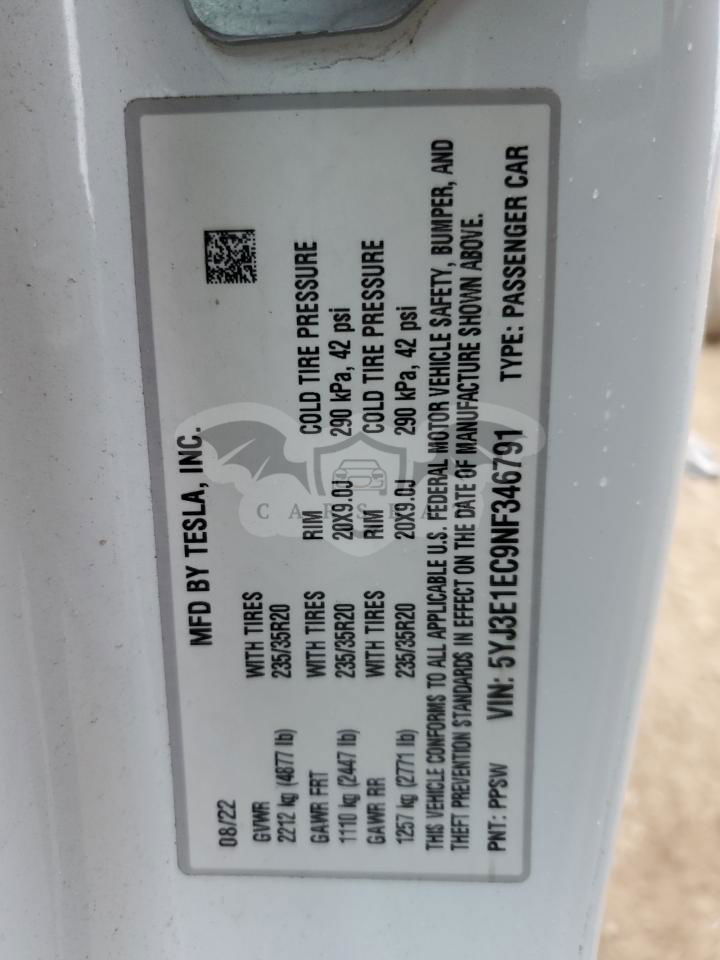 MFD BY TESLA, INC.
08/22
GVWR WITH TIRES
2212 kg (4877 lb) 235/35R20
GAWR FRT WITH TIRES RIM COLD TIRE PRESSURE
1110 kg (2447 lb) 235/35R20 20X9.0J 290 kPa, 42 psi
GAWR RR WITH TIRES RIM COLD TIRE PRESSURE
1257 kg (2771 lb) 235/35R20 20X9.0J 290 kPa, 42 psi
THIS VEHICLE CONFORMS TO ALL APPLICABLE U.S. FEDERAL MOTOR VEHICLE SAFETY, BUMPER, AND
THEFT PREVENTION STANDARDS IN EFFECT ON THE DATE OF MANUFACTURE SHOWN ABOVE.
PNT: PPSW VIN: 5YJ3E1EC9NF346791 TYPE: PASSENGER CAR